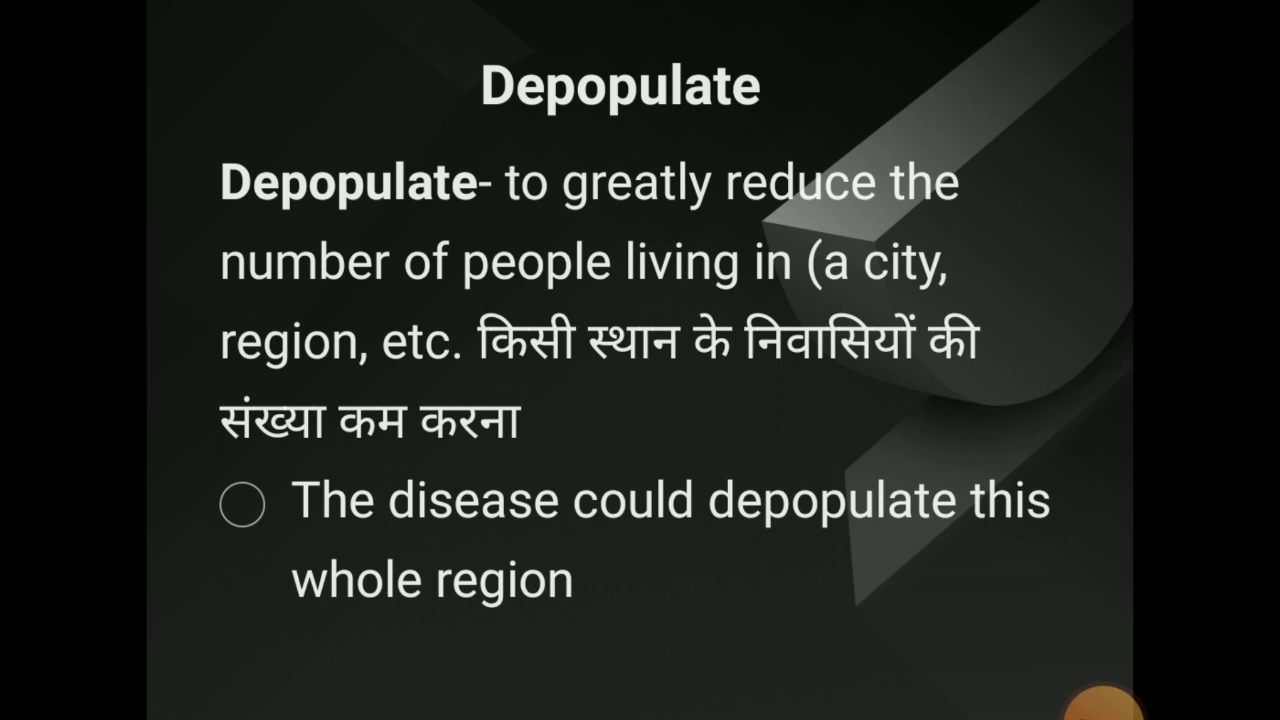 Depopulate
Depopulate- to greatly reduce the
number of people living in (a city,
region, etc. किसी स्थान के निवासियों की
संख्या कम करना
The disease could depopulate this
whole region